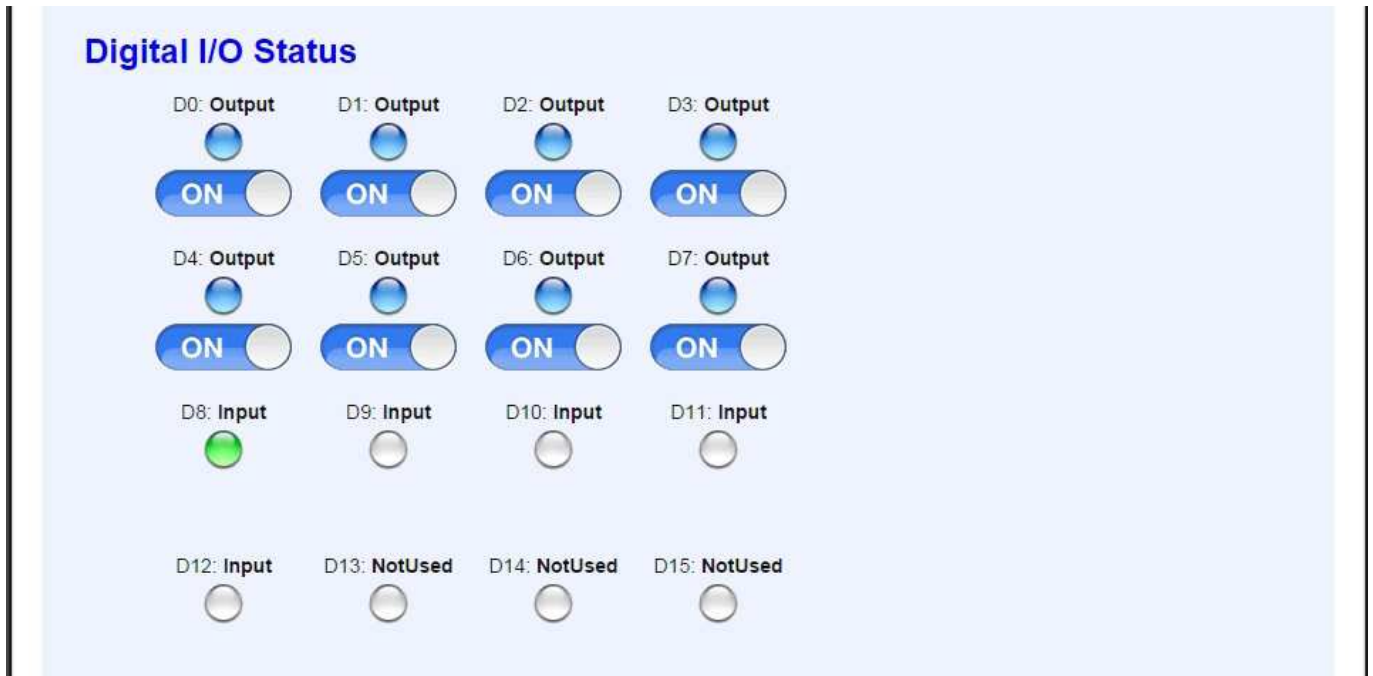 Digital I/O Status
D0: Output D1: Output D2: Output D3: Output
ON ON ON ON
D4: Output D5: Output D6: Output D7: Output
ON ON ON ON
D8: Input D9: Input D10: Input D11: Input
D12: Input D13: NotUsed D14: NotUsed D15: NotUsed